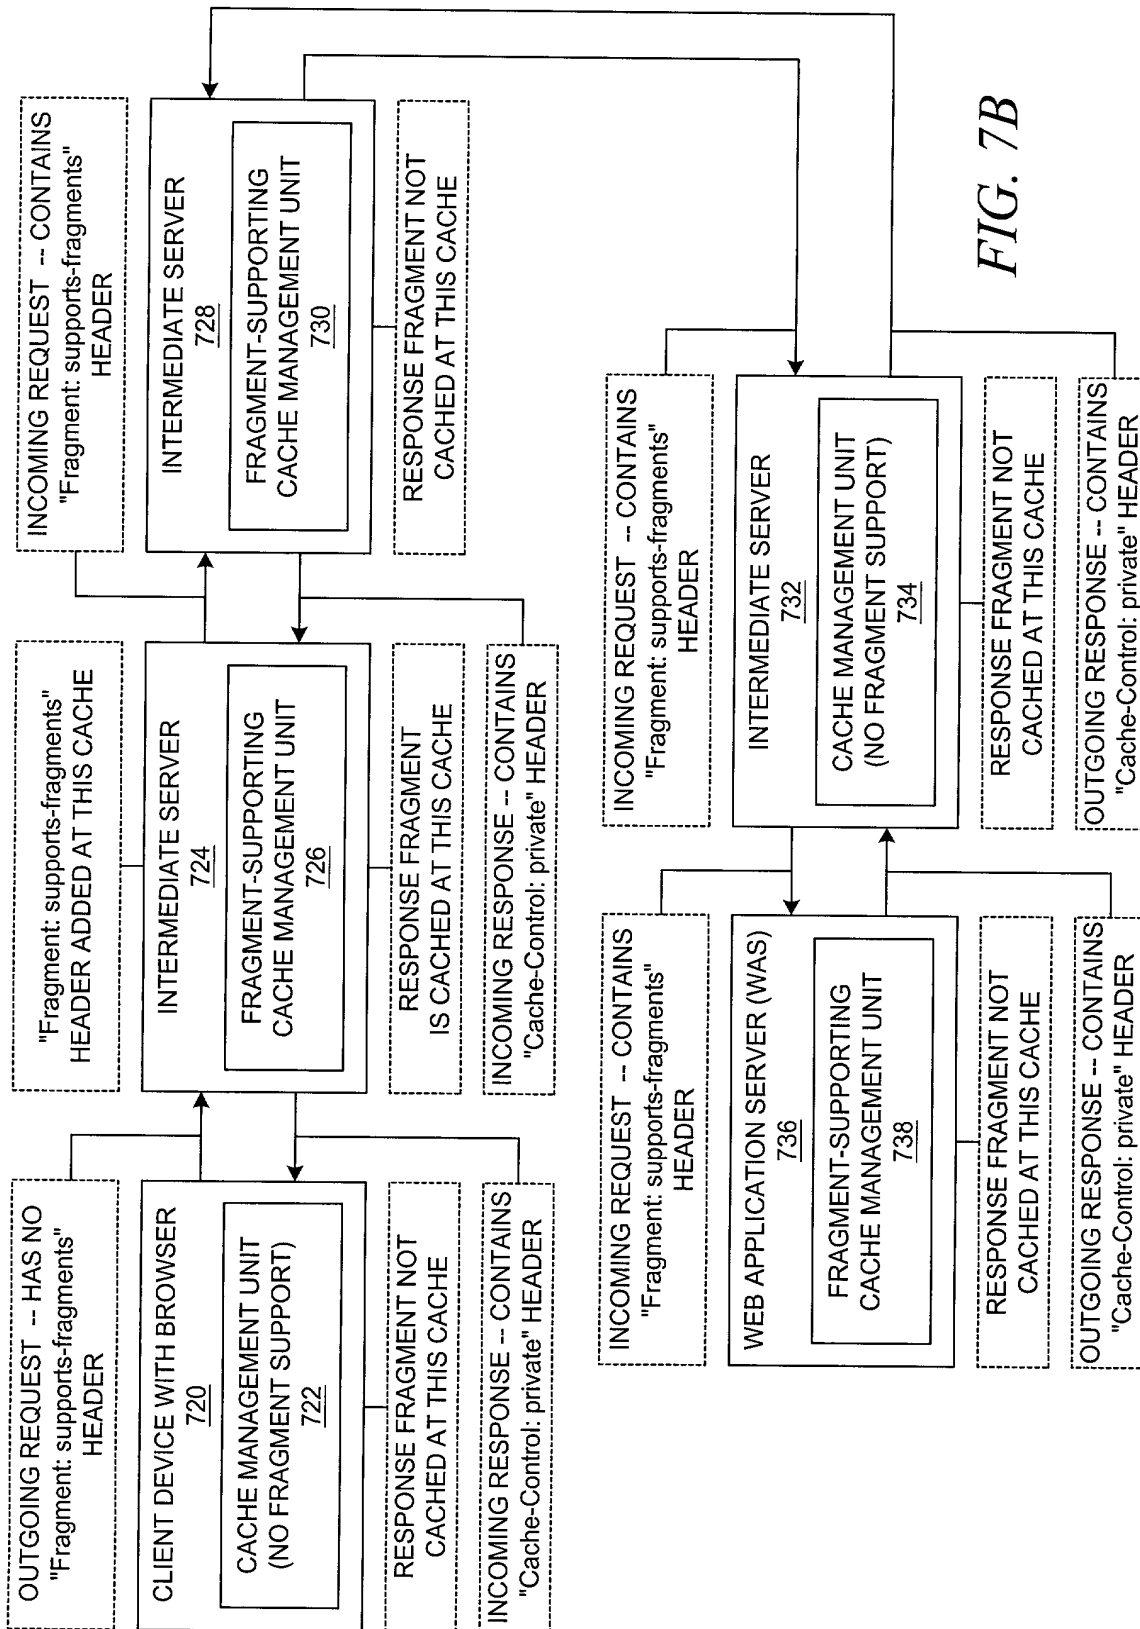 OUTGOING REQUEST -- HAS NO
"Fragment: supports-fragments"
HEADER
CLIENT DEVICE WITH BROWSER
720
CACHE MANAGEMENT UNIT
(NO FRAGMENT SUPPORT)
722
RESPONSE FRAGMENT NOT
CACHED AT THIS CACHE
INCOMING RESPONSE -- CONTAINS
"Cache-Control: private" HEADER
"Fragment: supports-fragments"
HEADER ADDED AT THIS CACHE
INTERMEDIATE SERVER
724
FRAGMENT-SUPPORTING
CACHE MANAGEMENT UNIT
726
RESPONSE FRAGMENT
IS CACHED AT THIS CACHE
INCOMING RESPONSE -- CONTAINS
"Cache-Control: private" HEADER
INCOMING REQUEST -- CONTAINS
"Fragment: supports-fragments"
HEADER
INTERMEDIATE SERVER
728
FRAGMENT-SUPPORTING
CACHE MANAGEMENT UNIT
730
RESPONSE FRAGMENT NOT
CACHED AT THIS CACHE
INCOMING REQUEST -- CONTAINS
"Fragment: supports-fragments"
HEADER
WEB APPLICATION SERVER (WAS)
736
FRAGMENT-SUPPORTING
CACHE MANAGEMENT UNIT
738
RESPONSE FRAGMENT NOT
CACHED AT THIS CACHE
OUTGOING RESPONSE -- CONTAINS
"Cache-Control: private" HEADER
INCOMING REQUEST -- CONTAINS
"Fragment: supports-fragments"
HEADER
INTERMEDIATE SERVER
732
CACHE MANAGEMENT UNIT
(NO FRAGMENT SUPPORT)
734
RESPONSE FRAGMENT NOT
CACHED AT THIS CACHE
OUTGOING RESPONSE -- CONTAINS
"Cache-Control: private" HEADER
FIG. 7B